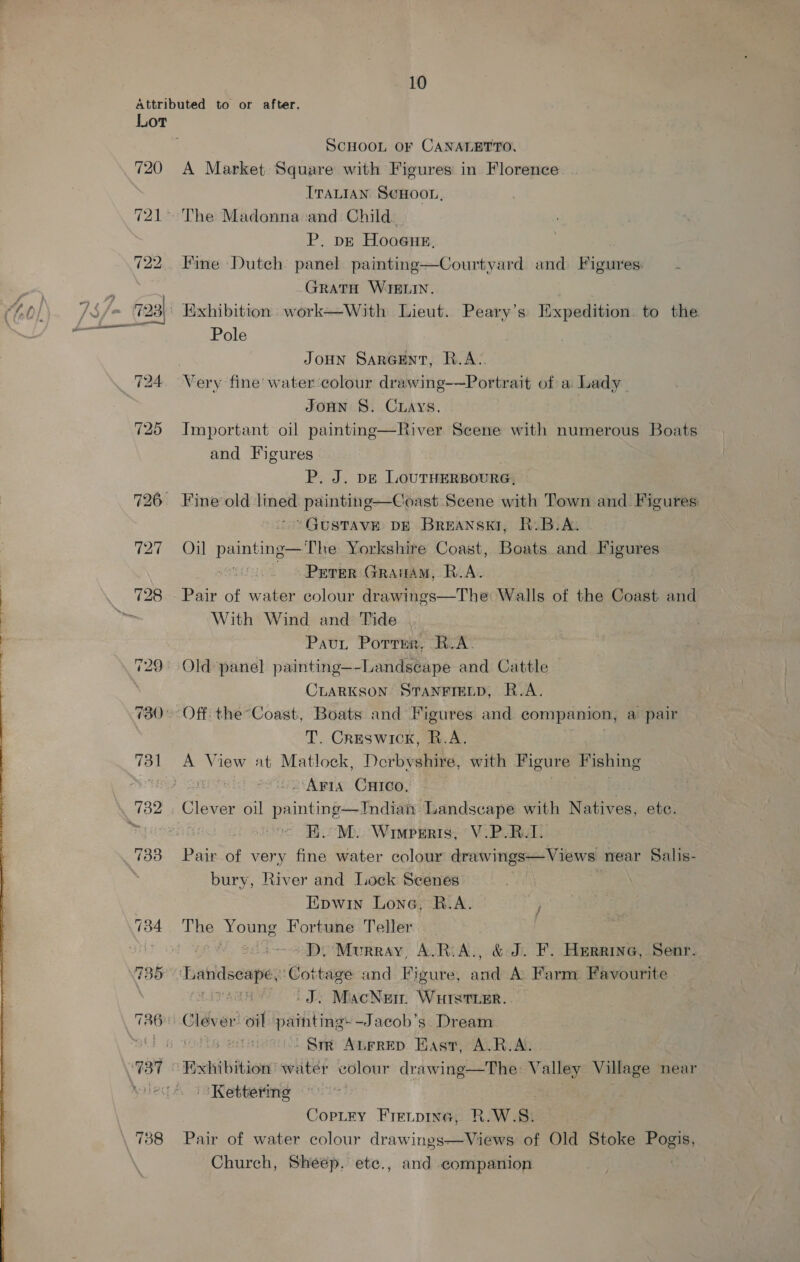 10
Attributed to or after.
LOT
SCHOOL OF CANALETTO.
720 A Market Square with Figures in Florence
ITALIAN SCHOOL,
721 The Madonna and Child
P. DE HOOGHE,
722 Fine Dutch panel painting—Courtyard and Figures
GRATH WIELIN.
75/= 723 Exhibition work—With Lieut. Peary's Expedition to the
Pole
JOHN SARGENT, R.A.
724 Very fine water colour drawing—Portrait of a Lady
JOHN S. CLAYS.
725 Important oil painting—River Scene with numerous Boats
and Figures
P. J. DE LOUTHERBOURG,
726 Fine old lined painting—Coast Scene with Town and Figures
GUSTAVE DE BREANSKI, R.B.A.
727 Oil painting—The Yorkshire Coast, Boats and Figures
PETER GRAHAM, R.A.
728 Pair of water colour drawings—The Walls of the Coast and
With Wind and Tide
PAUL POTTER, R.A.
729 Old panel painting—Landscape and Cattle
CLARKSON STANFIELD, R.A.
730 Off the Coast, Boats and Figures and companion, a pair
T. CRESWICK, R.A.
731 A View at Matlock, Derbyshire, with Figure Fishing
ARIA CHICO,
732 Clever oil painting—Indian Landscape with Natives, etc.
E. M. WIMPERIS, V.P.R.I.
733 Pair of very fine water colour drawings—Views near Salis-
bury, River and Lock Scenes
EDWIN LONG, R.A.
734 The Young Fortune Teller
D. MURRAY, A.R.A., & J. F. HERRING, Senr.
735 Landscape, Cottage and Figure, and A Farm Favourite
J. MACNEIL WHISTLER.
736 Clever oil painting—Jacob's Dream
SIR ALFRED EAST, A.R.A.
737 Exhibition water colour drawing—The Valley Village near
Kettering
COPLEY FIELDING, R.W.S.
738 Pair of water colour drawings—Views of Old Stoke Pogis,
Church, Sheep, etc., and companion